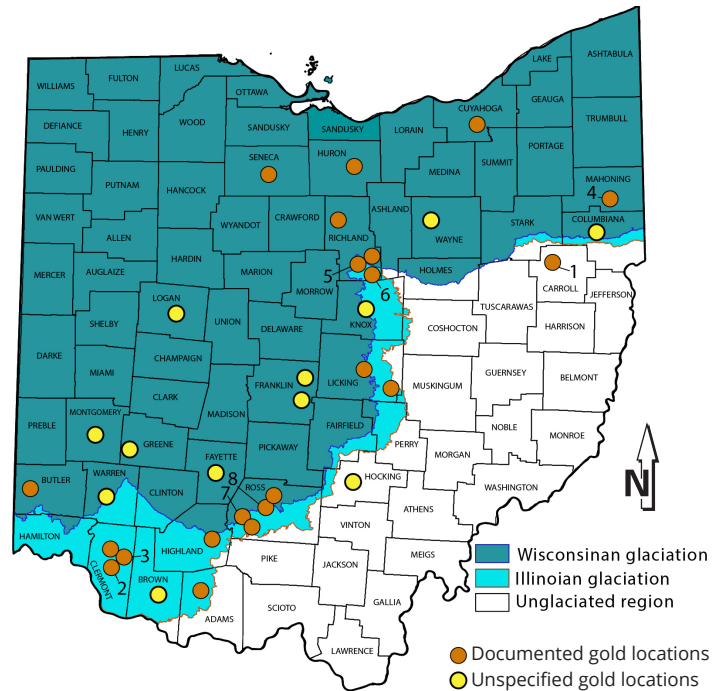 LAKE
ASHTABULA
LUCAS
FULTON
WILLIAMS
OTTAWA
GEAUGA
CUYAHOGA
WOOD
TRUMBULL
DEFIANCE
HENRY
SANDUSKY
SANDUSKY
LORAIN
PORTAGE
SUMMIT
SENECA
HURON
MEDINA
PAULDING
PUTNAM
HANCOCK
MAHONING
4
ASHLAND
VAN WERT
WYANDOT
CRAWFORD
COLUMBIANA
STARK
ALLEN
RICHLAND
WAYNE
HARDIN
MERCER
AUGLAIZE
MARION
5
HOLMES
1
MORROW
6
CARROLL
JEFFERSON
LOGAN
TUSCARAWAS
SHELBY
UNION
KNOX
COSHOCTON
HARRISON
DELAWARE
DARKE
CHAMPAIGN
MIAMI
FRANKLIN
LICKING
MUSKINGUM
GUERNSEY
BELMONT
CLARK
MADISON
MONTGOMERY
PREBLE
FAIRFIELD
NOBLE
MONROE
GREENE
PICKAWAY
PERRY
MORGAN
FAYETTE
WARREN
8
HOCKING
BUTLER
CLINTON
ROSS
WASHINGTON
7
ATHENS
N
HAMILTON
VINTON
HIGHLAND
3
MEIGS
PIKE
Wisconsinan glaciation
JACKSON
CLERMONT
2
BROWN
Illinoian glaciation
GALLIA
Unglaciated region
ADAMS
SCIOTO
LAWRENCE
Documented gold locations
Unspecified gold locations